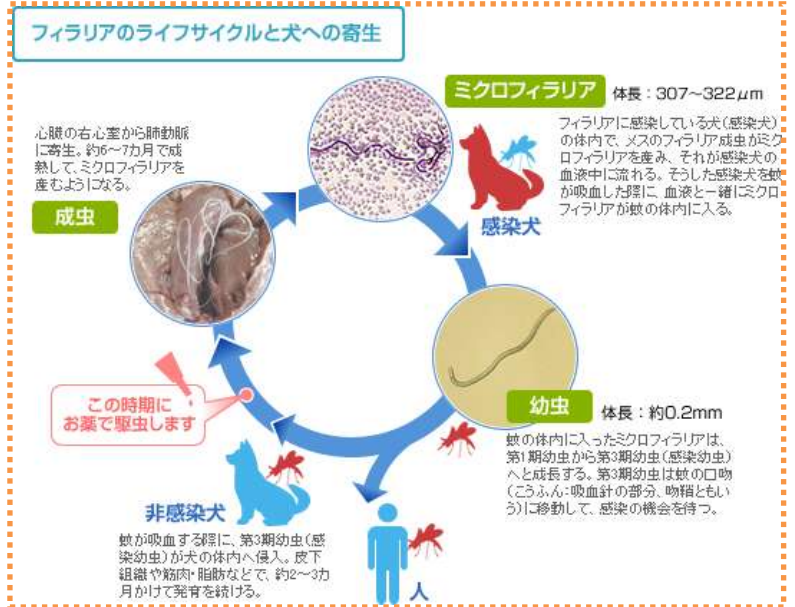 フィラリアのライフサイクルと犬への寄生
ミクロフィラリア 体長：307～322μm
フィラリアに感染している犬(感染犬)
の体内で、メスのフィラリア成虫がミク
ロフィラリアを産み、それが感染犬の
血液中に流れる。そうした感染犬を蚊
が吸血した際に、血液と一緒にミクロ
フィラリアが蚊の体内に入る。
感染犬
心臓の右心室から肺動脈
に寄生。約6～7カ月で成
熟して、ミクロフィラリアを
産むようになる。
成虫
幼虫 体長：約0.2mm
蚊の体内に入ったミクロフィラリアは、
第1期幼虫から第3期幼虫(感染幼虫)
へと成長する。第3期幼虫は蚊の口吻
(こうふん：吸血針の部分、吻鞘ともい
う)に移動して、感染の機会を待つ。
この時期に
お薬で駆虫します
非感染犬
蚊が吸血する際に、第3期幼虫(感
染幼虫)が犬の体内へ侵入。皮下
組織や筋肉・脂肪などで、約2～3カ
月かけて発育を続ける。
人